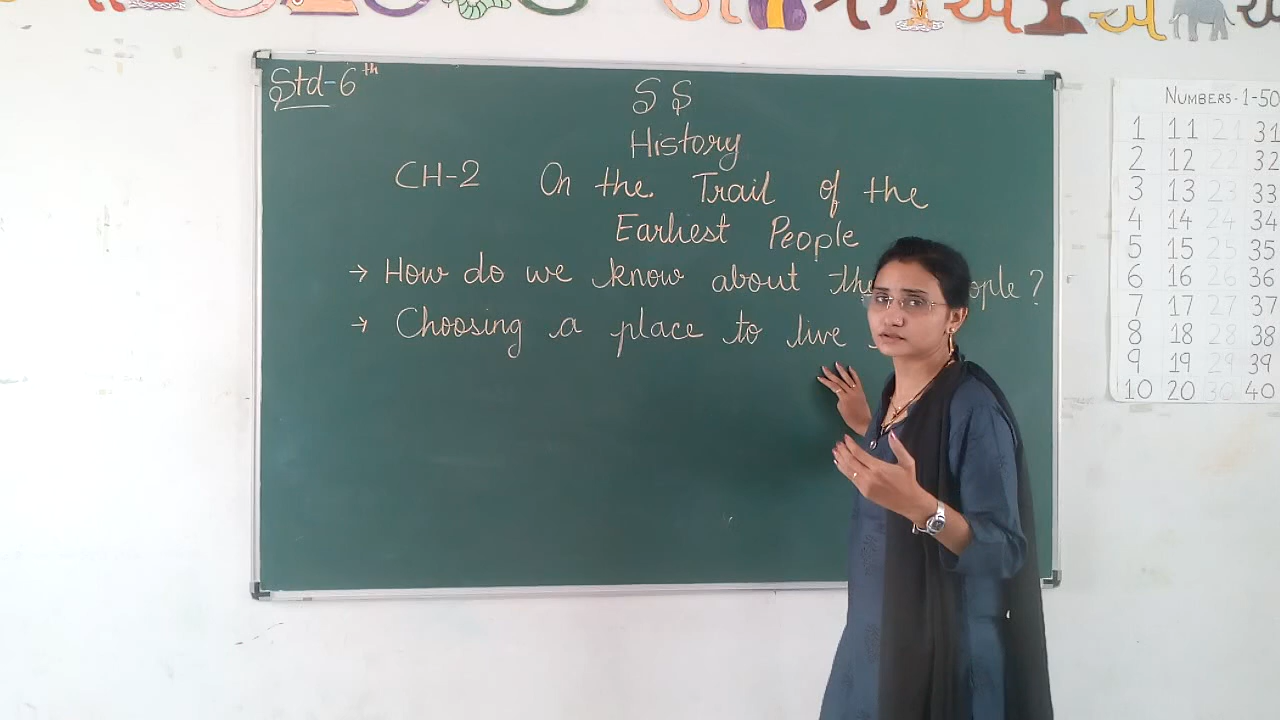 Std-6th
S S
History
CH-2 On the. Trail of the
Earliest People
→ How do we know about people?
→ Choosing a place to live
NUMBERS-1-50
1 11 21 31
2 12 22 32
3 13 23 33
4 14 24 34
5 15 25 35
6 16 26 36
7 17 27 37
8 18 28 38
9 19 29 39
10 20 30 40